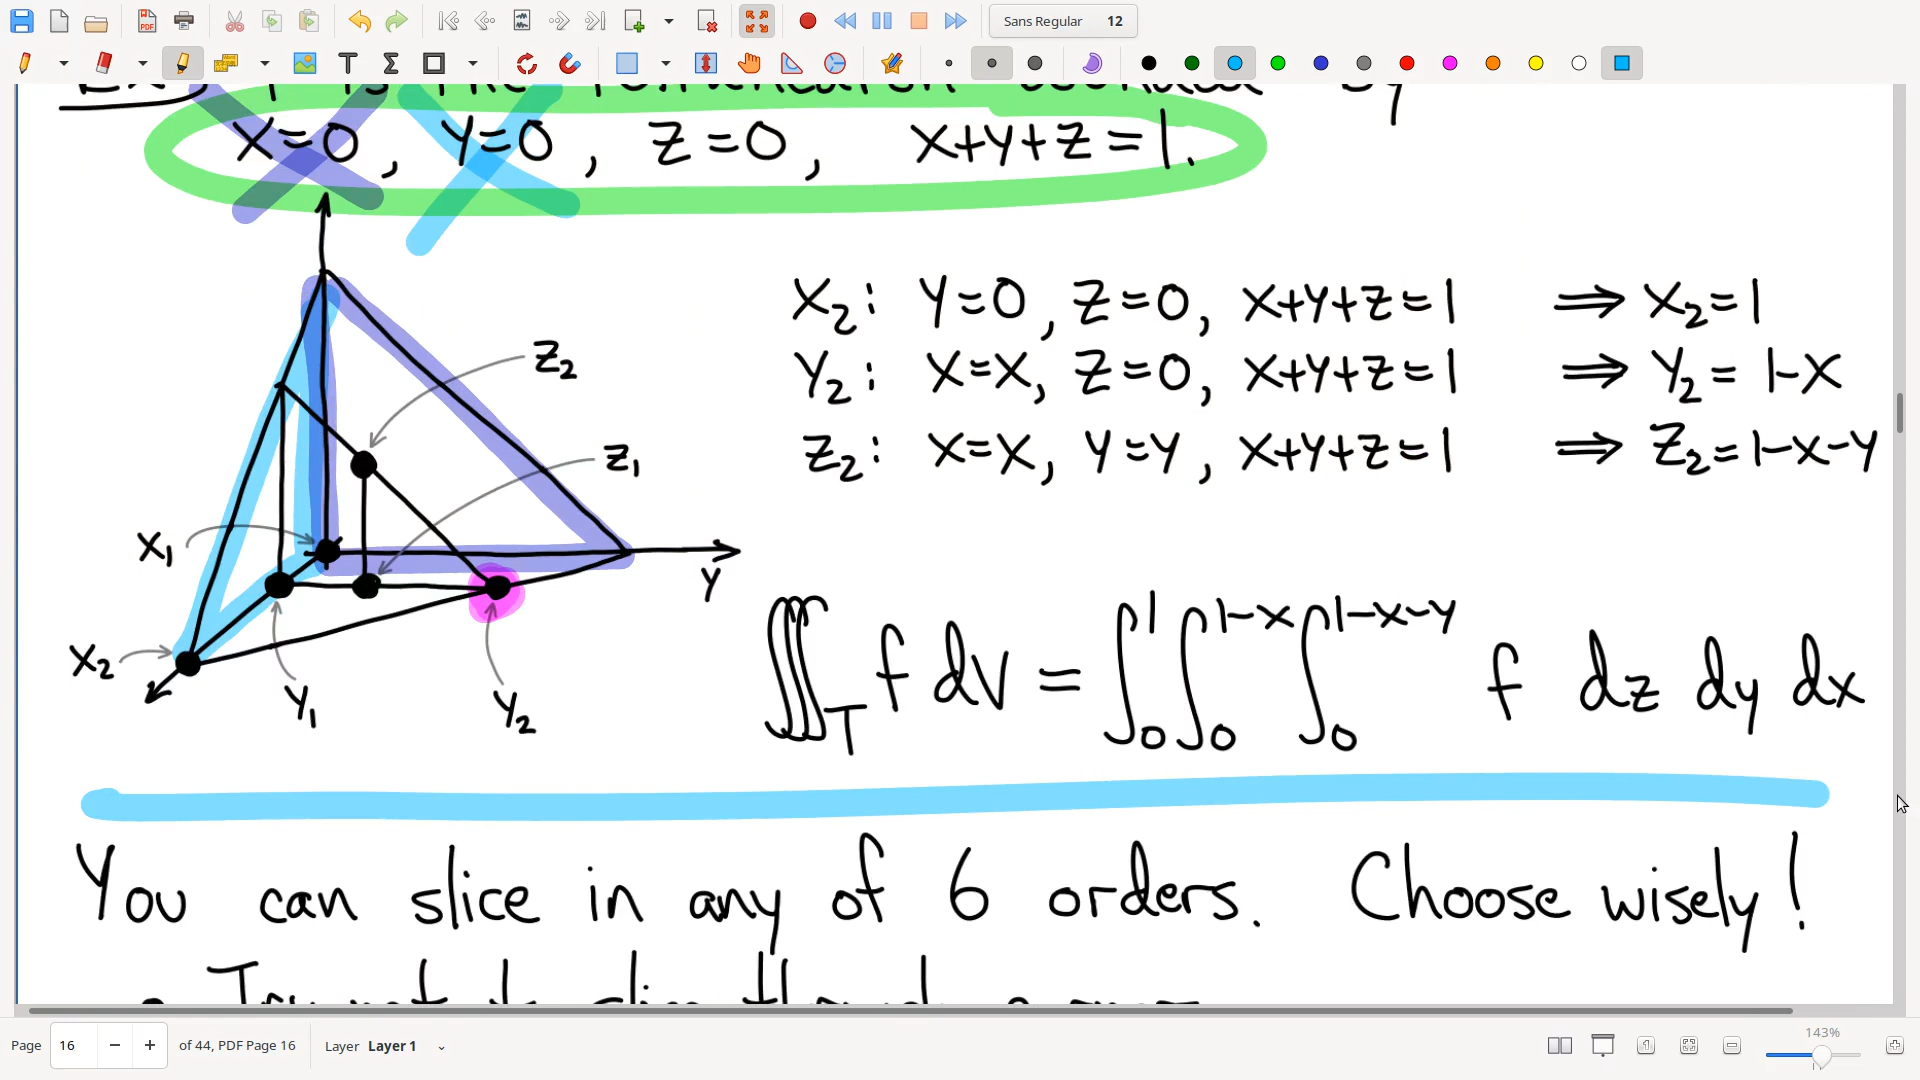 Sans Regular 12
x=0, y=0, z=0, x+y+z=1.
x₂: y=0, z=0, x+y+z=1 ⟹ x₂=1
y₂: x=x, z=0, x+y+z=1 ⟹ y₂=1-x
z₂: x=x, y=y, x+y+z=1 ⟹ z₂=1-x-y
z₂
z₁
x₁
y
x₂
y₁
y₂
∭_T f dV = ∫₀¹ ∫₀^{1-x} ∫₀^{1-x-y} f dz dy dx
You can slice in any of 6 orders. Choose wisely!
Page 16 of 44, PDF Page 16 Layer Layer 1 143%